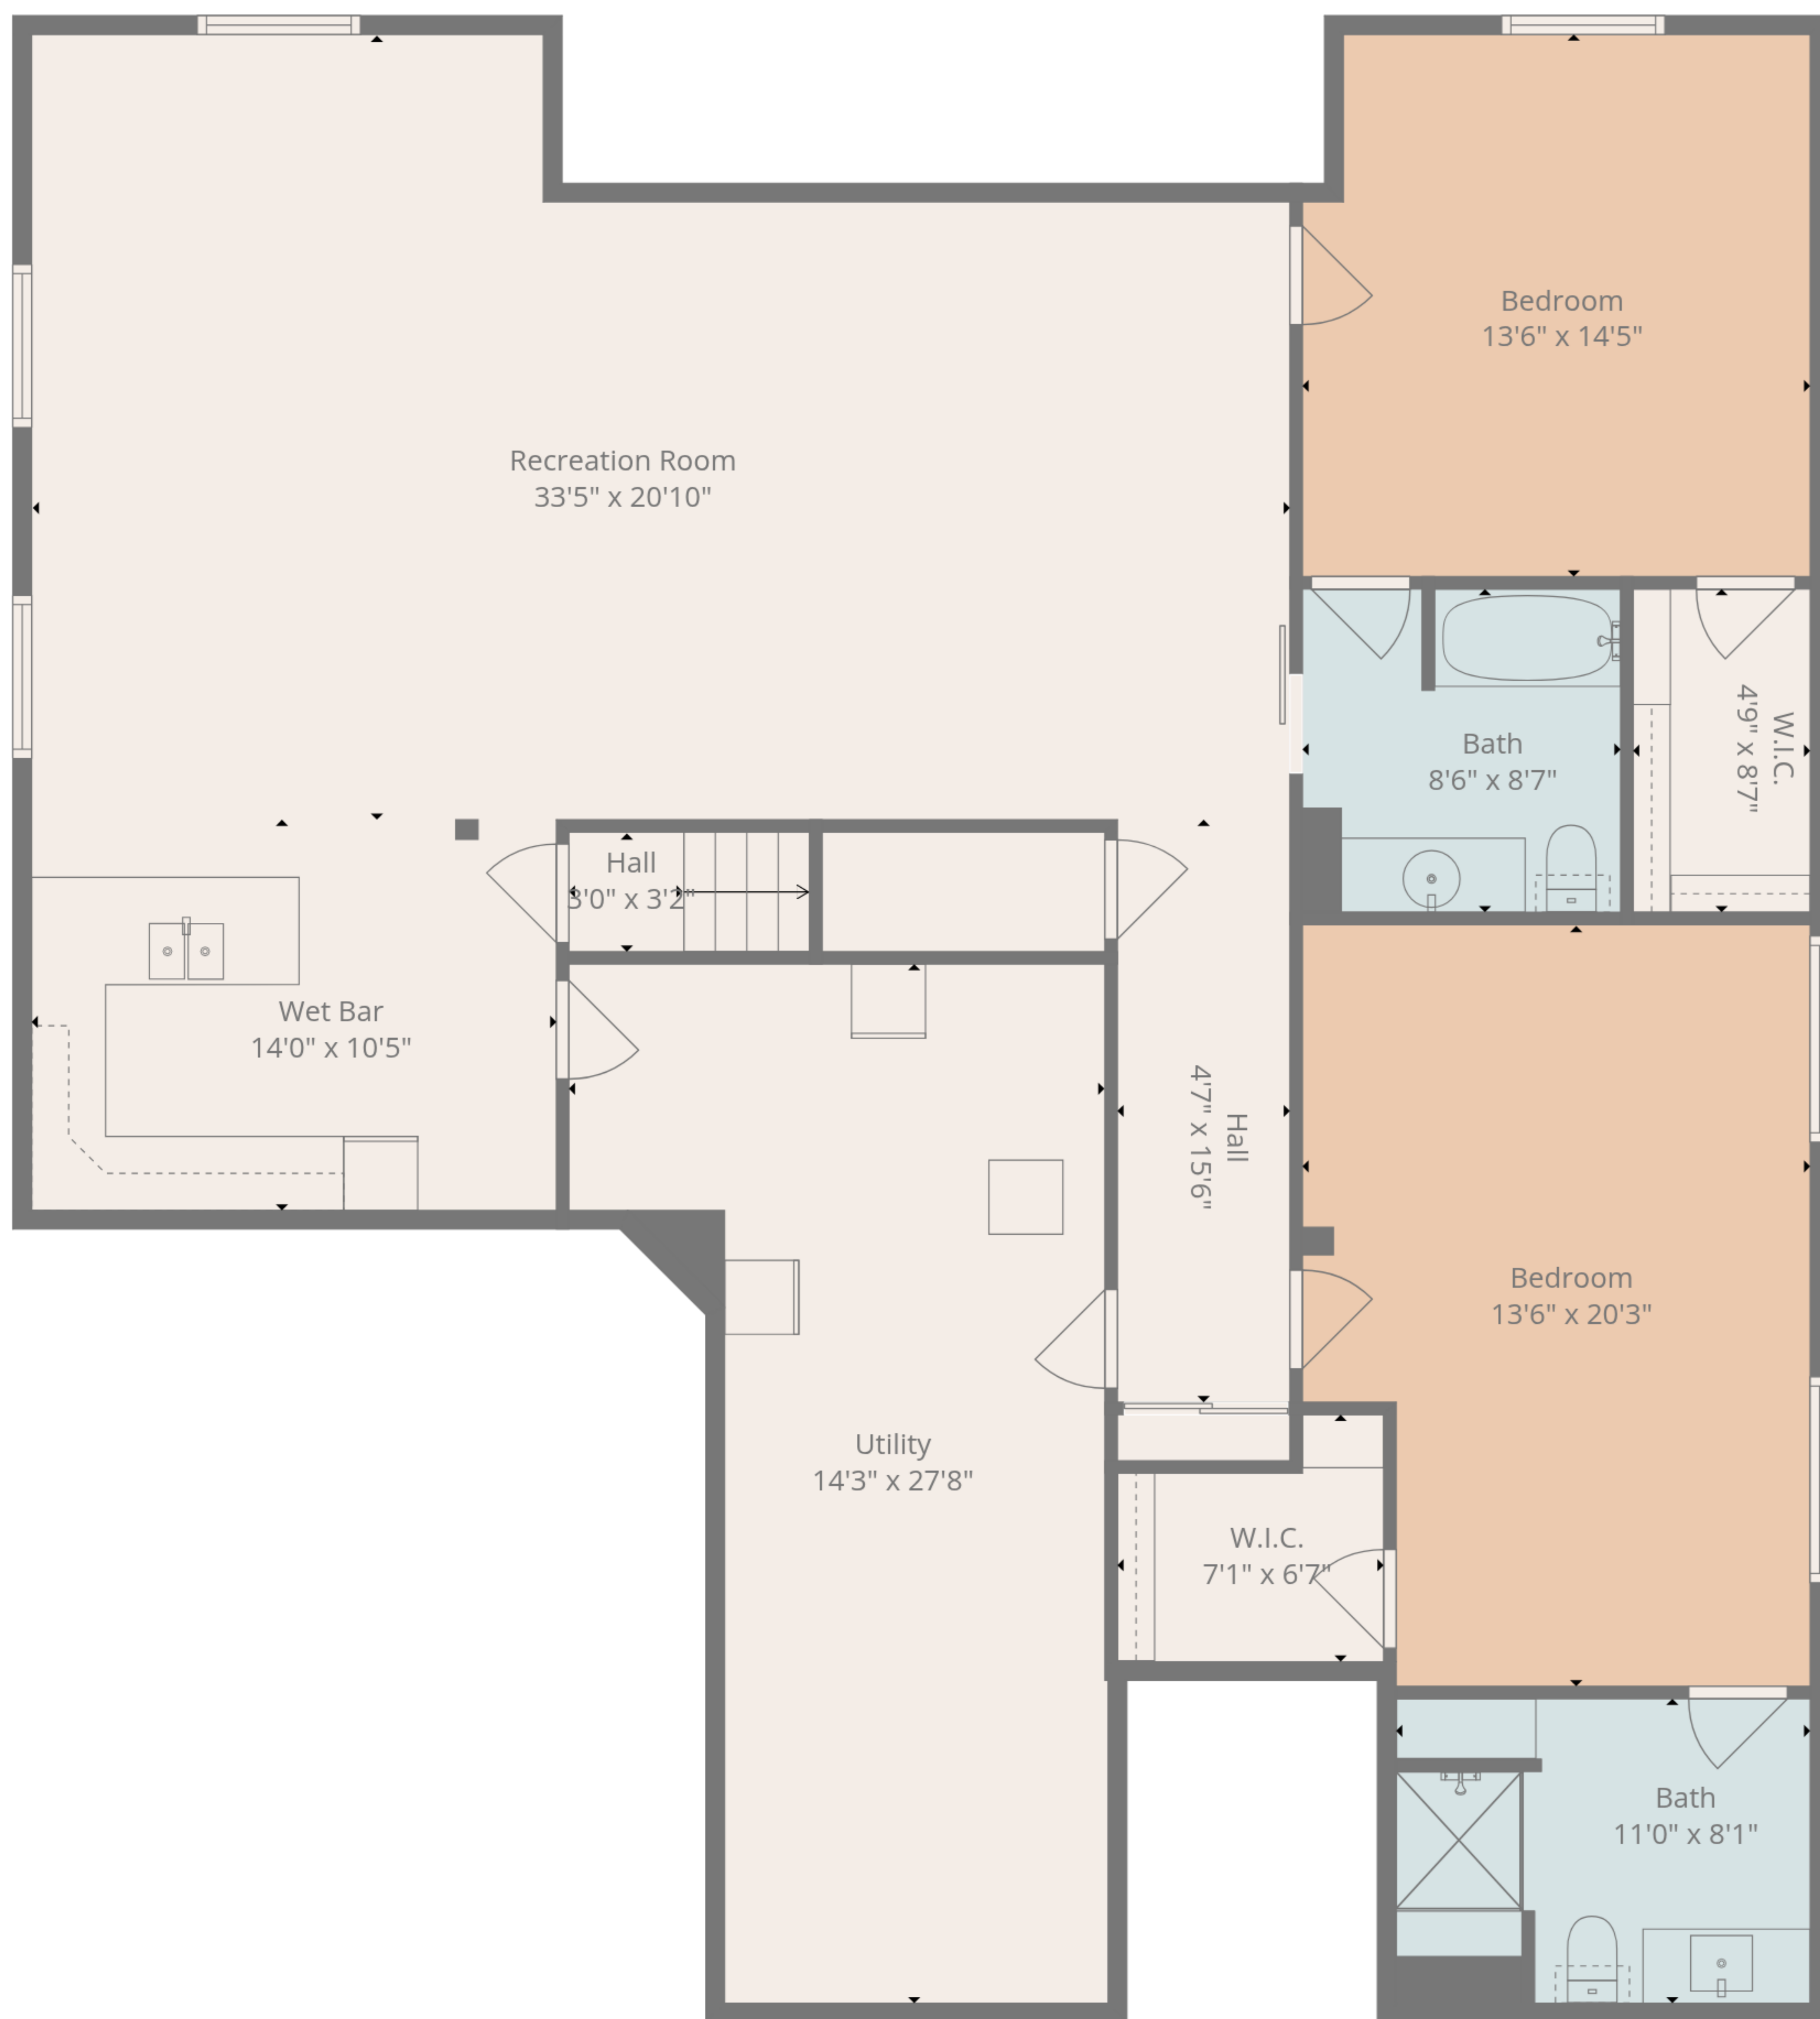 Bedroom
13'6" x 14'5"
Recreation Room
33'5" x 20'10"
Bath
8'6" x 8'7"
W.I.C.
4'9" x 8'7"
Hall
3'0" x 3'2"
Wet Bar
14'0" x 10'5"
Hall
4'7" x 15'6"
Bedroom
13'6" x 20'3"
Utility
14'3" x 27'8"
W.I.C.
7'1" x 6'7"
Bath
11'0" x 8'1"